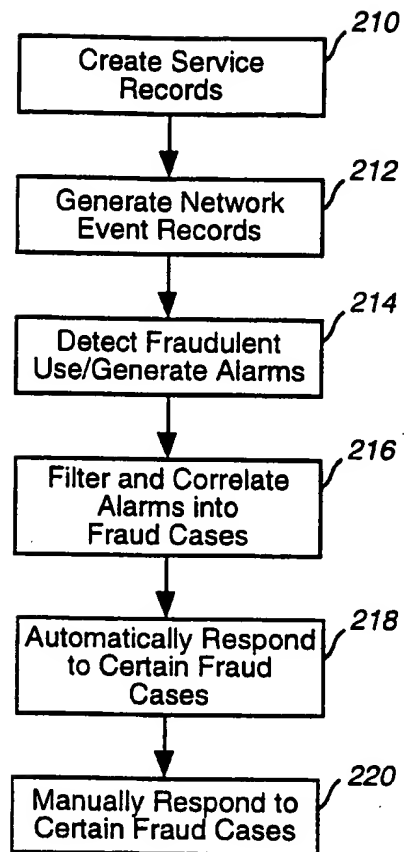 210
Create Service
Records
212
Generate Network
Event Records
214
Detect Fraudulent
Use/Generate Alarms
216
Filter and Correlate
Alarms into
Fraud Cases
218
Automatically Respond
to Certain Fraud
Cases
220
Manually Respond to
Certain Fraud Cases